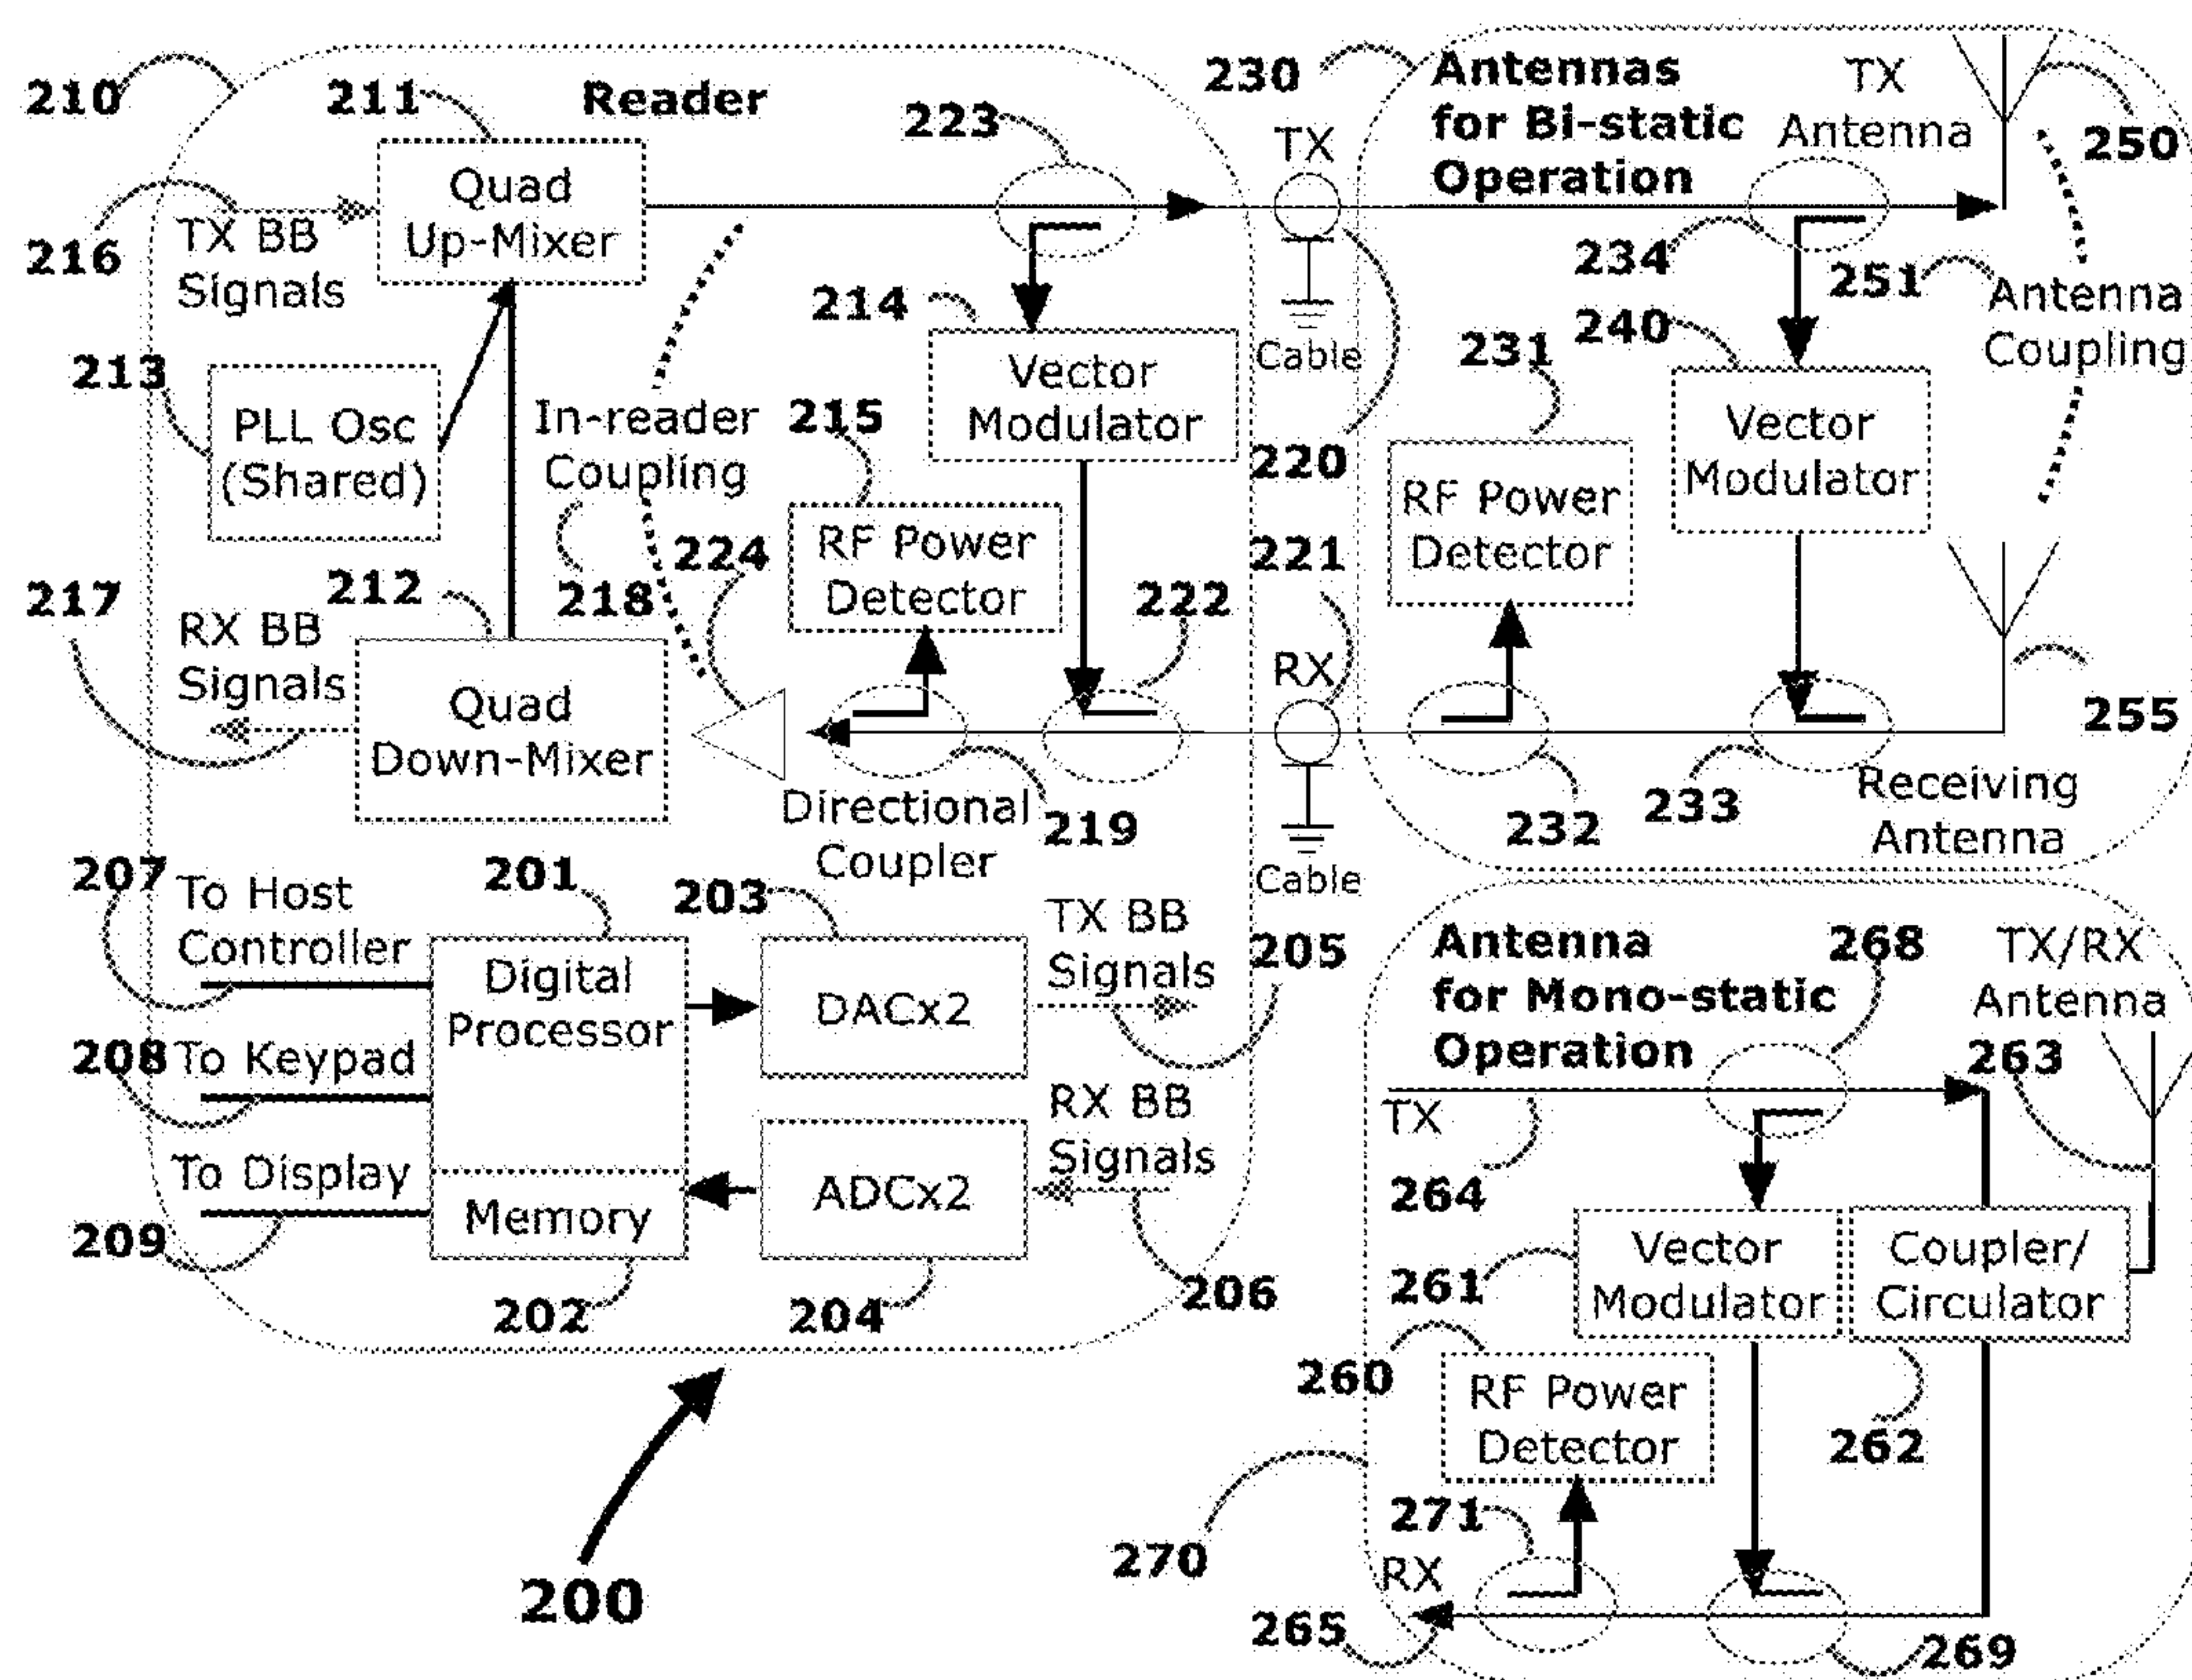 210
211
Reader
223
216
TX BB
Signals
Quad
Up-Mixer
213
PLL Osc
(Shared)
In-reader
Coupling
218
214
Vector
Modulator
215
RF Power
Detector
224
222
217
RX BB
Signals
212
Quad
Down-Mixer
Directional
Coupler
219
207
To Host
Controller
208
To Keypad
To Display
209
201
Digital
Processor
Memory
202
203
DACx2
TX BB
Signals
205
ADCx2
204
RX BB
Signals
206
200
TX
Cable
220
221
RX
Cable
230
Antennas
for Bi-static
Operation
TX
Antenna
250
234
251
Antenna
Coupling
240
Vector
Modulator
231
RF Power
Detector
255
232
233
Receiving
Antenna
Antenna
for Mono-static
Operation
268
TX/RX
Antenna
263
TX
264
261
Vector
Modulator
Coupler/
Circulator
262
260
RF Power
Detector
270
271
RX
265
269